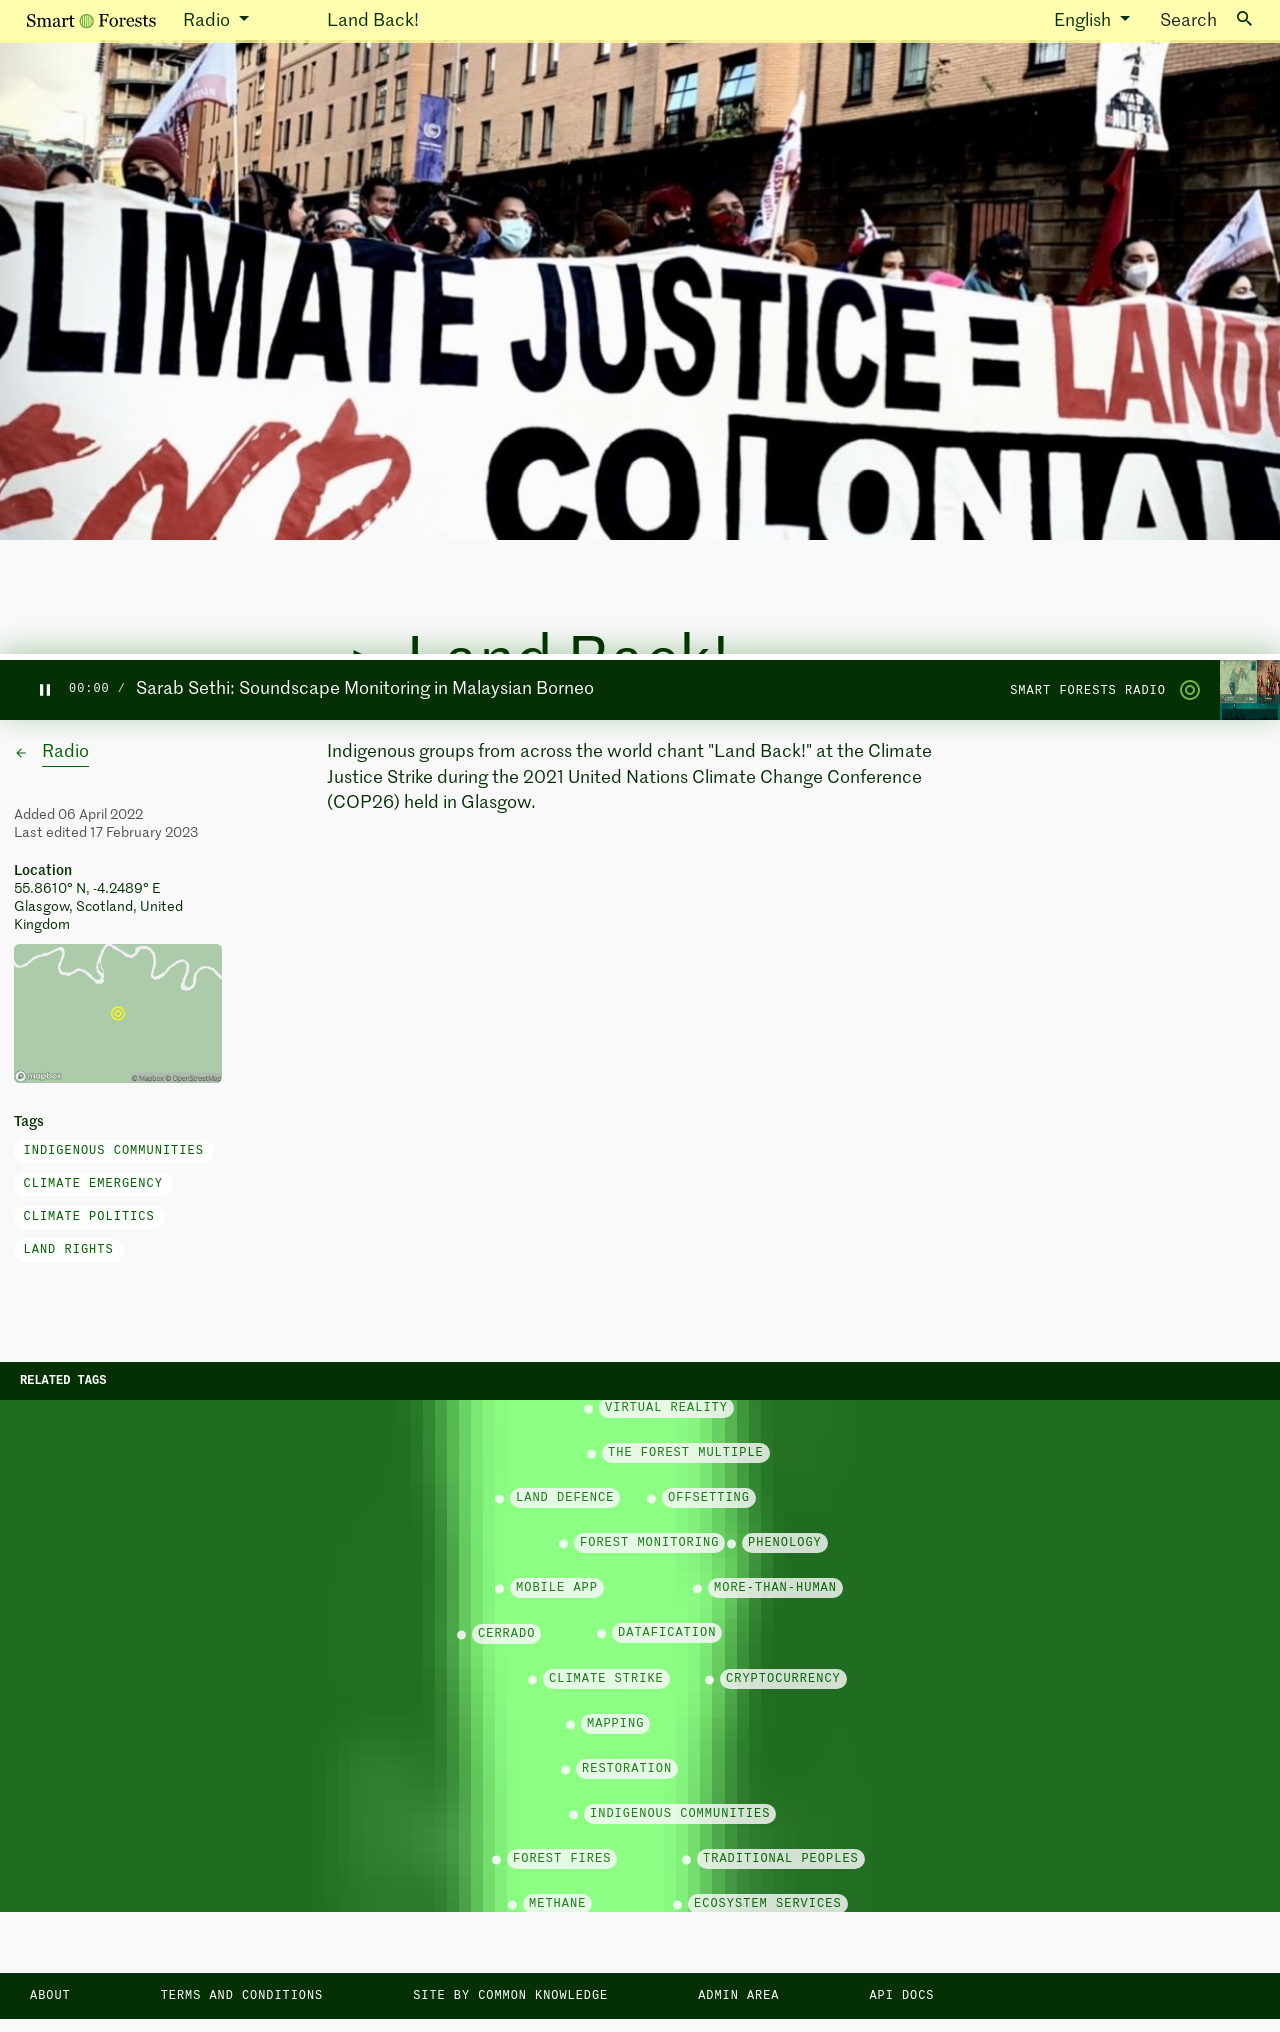 Smart Forests Radio Land Back! English Search
NO LIE
CLIMATE JUSTICE = LAND
END COLONIAL
Land Back!
00:00 / Sarab Sethi: Soundscape Monitoring in Malaysian Borneo SMART FORESTS RADIO
Radio
Indigenous groups from across the world chant "Land Back!" at the Climate
Justice Strike during the 2021 United Nations Climate Change Conference
(COP26) held in Glasgow.
Added 06 April 2022
Last edited 17 February 2023
Location
55.8610° N, -4.2489° E
Glasgow, Scotland, United
Kingdom
mapbox © Mapbox © OpenStreetMap
Tags
INDIGENOUS COMMUNITIES
CLIMATE EMERGENCY
CLIMATE POLITICS
LAND RIGHTS
RELATED TAGS
VIRTUAL REALITY
THE FOREST MULTIPLE
LAND DEFENCE OFFSETTING
FOREST MONITORING PHENOLOGY
MOBILE APP MORE-THAN-HUMAN
CERRADO DATAFICATION
CLIMATE STRIKE CRYPTOCURRENCY
MAPPING
RESTORATION
INDIGENOUS COMMUNITIES
FOREST FIRES TRADITIONAL PEOPLES
METHANE ECOSYSTEM SERVICES
ABOUT TERMS AND CONDITIONS SITE BY COMMON KNOWLEDGE ADMIN AREA API DOCS